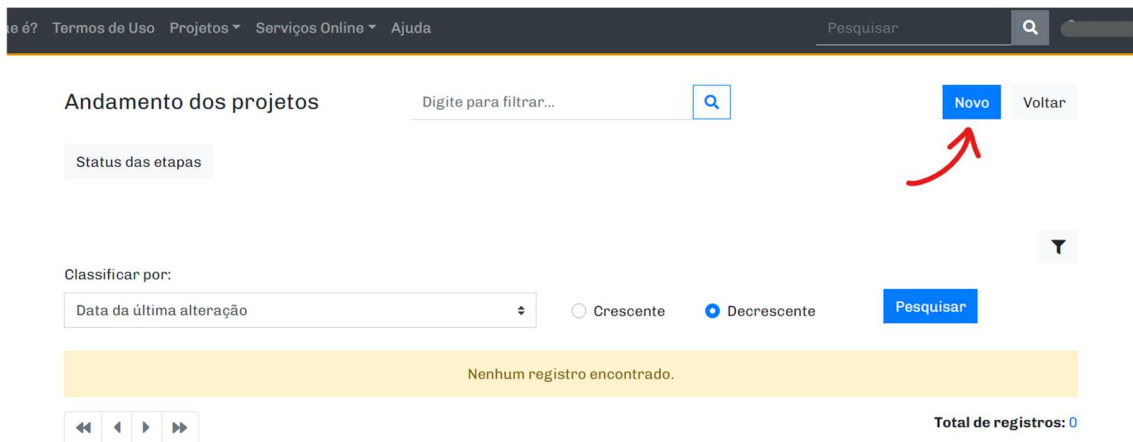 ue é? Termos de Uso Projetos Serviços Online Ajuda Pesquisar
Andamento dos projetos Digite para filtrar... Novo Voltar
Status das etapas
Classificar por:
Data da última alteração Crescente Decrescente Pesquisar
Nenhum registro encontrado.
Total de registros: 0